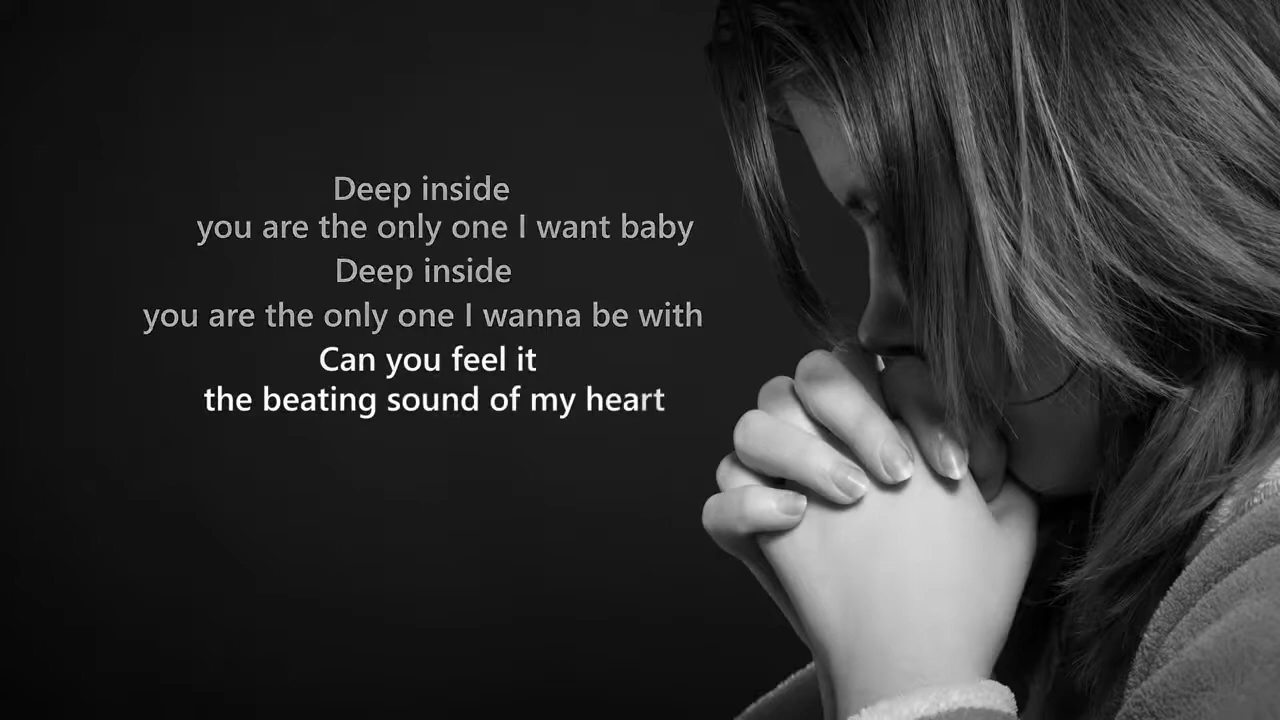 Deep inside
you are the only one I want baby
Deep inside
you are the only one I wanna be with
Can you feel it
the beating sound of my heart